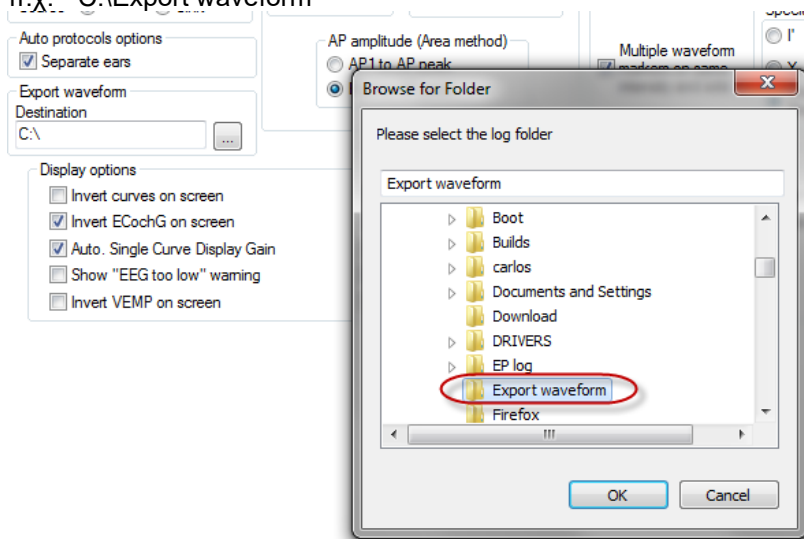 C:\Export waveform
Auto protocols options
Separate ears
Export waveform
Destination
C:\
...
AP amplitude (Area method)
AP1 to AP peak
Multiple waveform
Display options
Invert curves on screen
Invert ECochG on screen
Auto. Single Curve Display Gain
Show "EEG too low" warning
Invert VEMP on screen
Browse for Folder
Please select the log folder
Export waveform
Boot
Builds
carlos
Documents and Settings
Download
DRIVERS
EP log
Export waveform
Firefox
OK
Cancel